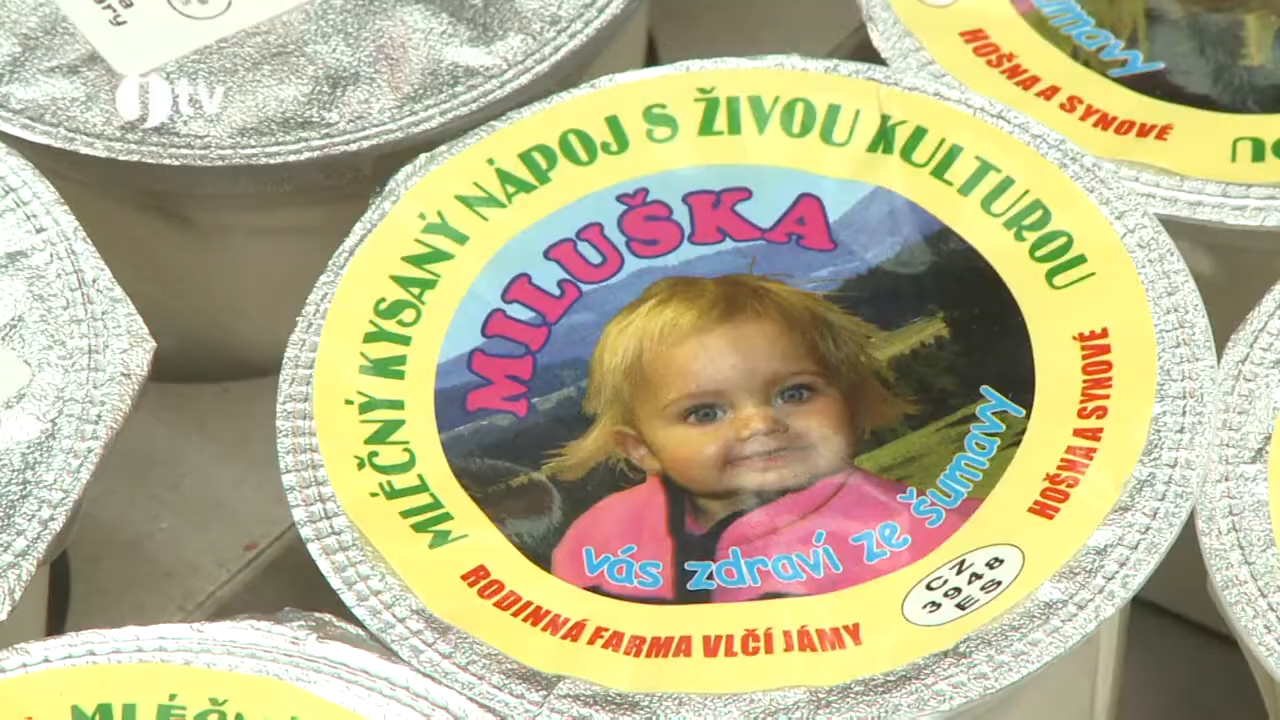 tv
MLÉČNÝ KYSANÝ NÁPOJ S ŽIVOU KULTUROU
MILUŠKA
vás zdraví ze šumavy
HOŠNA A SYNOVÉ
RODINNÁ FARMA VLČÍ JÁMY
CZ
3948
ES
šumavy
HOŠNA A SYNOVÉ